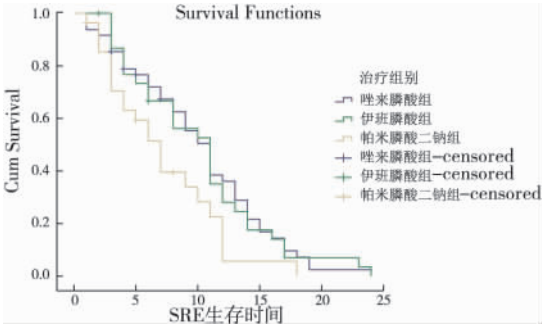 Survival Functions
Cum Survival
1.0
0.8
0.6
0.4
0.2
0.0
0
5
10
15
20
25
SRE生存时间
治疗组别
唑来膦酸组
伊班膦酸组
帕米膦酸二钠组
唑来膦酸组-censored
伊班膦酸组-censored
帕米膦酸二钠组-censored